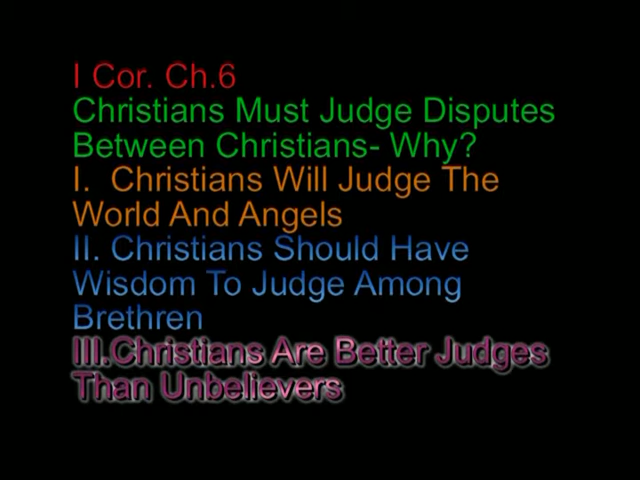 I Cor. Ch.6
Christians Must Judge Disputes
Between Christians- Why?
I.  Christians Will Judge The
World And Angels
II. Christians Should Have
Wisdom To Judge Among
Brethren
III.Christians Are Better Judges
Than Unbelievers